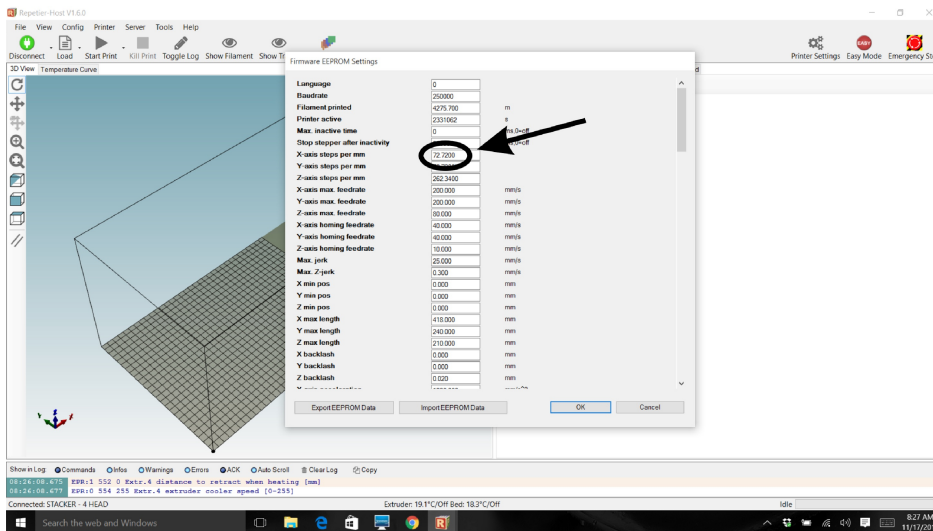 Repetier-Host V1.6.0
File View Config Printer Server Tools Help
Disconnect Load Start Print Kill Print Toggle Log Show Filament Show Printer Settings Easy Mode Emergency
3D View Temperature Curve
Firmware EEPROM Settings
Language 0
Baudrate 250000
Filament printed 4275.700 m
Printer active 2331062 s
Max. inactive time 0 =off
Stop stepper after inactivity =off
X-axis steps per mm 72.7200
Y-axis steps per mm
Z-axis steps per mm 262.3400
X-axis max. feedrate 200.000 mm/s
Y-axis max. feedrate 200.000 mm/s
Z-axis max. feedrate 80.000 mm/s
X-axis homing feedrate 40.000 mm/s
Y-axis homing feedrate 40.000 mm/s
Z-axis homing feedrate 10.000 mm/s
Max. jerk 25.000 mm/s
Max. Z-jerk 0.300 mm/s
X min pos 0.000 mm
Y min pos 0.000 mm
Z min pos 0.000 mm
X max length 418.000 mm
Y max length 240.000 mm
Z max length 210.000 mm
X backlash 0.000 mm
Y backlash 0.000 mm
Z backlash 0.020 mm
Export EEPROM Data Import EEPROM Data OK Cancel
Show in Log: Commands Infos Warnings Errors ACK Auto Scroll Clear Log Copy
08:26:08.675 EPR:1 552 0 Extr.4 distance to retract when heating [mm]
08:26:08.677 EPR:0 554 255 Extr.4 extruder cooler speed [0-255]
Connected: STACKER - 4 HEAD Extruder: 19.1°C/Off Bed: 18.3°C/Off Idle
Search the web and Windows
8:27 AM
11/17/20